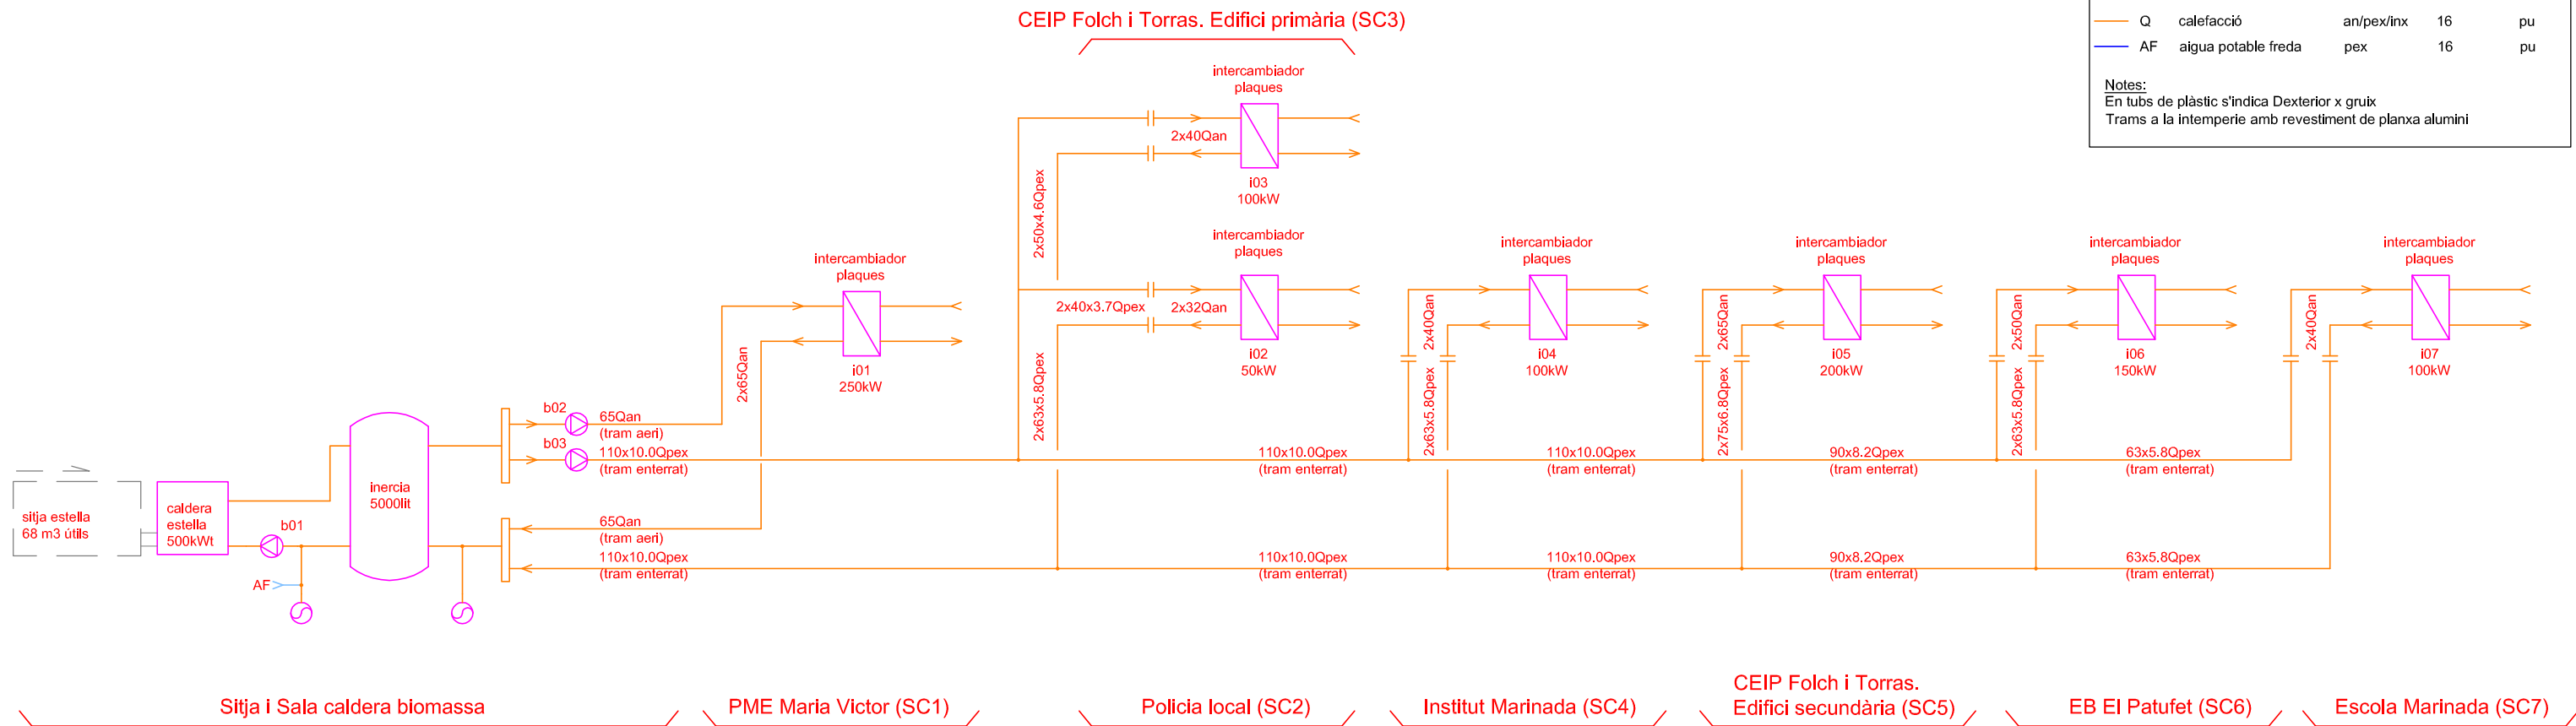 CEIP Folch i Torras. Edifici primària (SC3)
Q calefacció an/pex/inx 16 pu
AF aigua potable freda pex 16 pu
Notes:
En tubs de plàstic s'indica Dexterior x gruix
Trams a la intemperie amb revestiment de planxa alumini
intercambiador
plaques
2x40Qan
i03
100kW
2x50x4.6Qpex
intercambiador
plaques
2x40x3.7Qpex
2x32Qan
i02
50kW
2x63x5.8Qpex
intercambiador
plaques
i01
250kW
2x65Qan
intercambiador
plaques
2x40Qan
i04
100kW
2x63x5.8Qpex
intercambiador
plaques
2x65Qan
i05
200kW
2x75x6.8Qpex
intercambiador
plaques
2x50Qan
i06
150kW
2x63x5.8Qpex
intercambiador
plaques
2x40Qan
i07
100kW
b02
65Qan
(tram aeri)
b03
110x10.0Qpex
(tram enterrat)
110x10.0Qpex
(tram enterrat)
110x10.0Qpex
(tram enterrat)
90x8.2Qpex
(tram enterrat)
63x5.8Qpex
(tram enterrat)
sitja estella
68 m3 útils
caldera
estella
500kWt
b01
AF
inercia
5000lit
65Qan
(tram aeri)
110x10.0Qpex
(tram enterrat)
110x10.0Qpex
(tram enterrat)
110x10.0Qpex
(tram enterrat)
90x8.2Qpex
(tram enterrat)
63x5.8Qpex
(tram enterrat)
Sitja i Sala caldera biomassa
PME Maria Victor (SC1)
Policia local (SC2)
Institut Marinada (SC4)
CEIP Folch i Torras.
Edifici secundària (SC5)
EB El Patufet (SC6)
Escola Marinada (SC7)